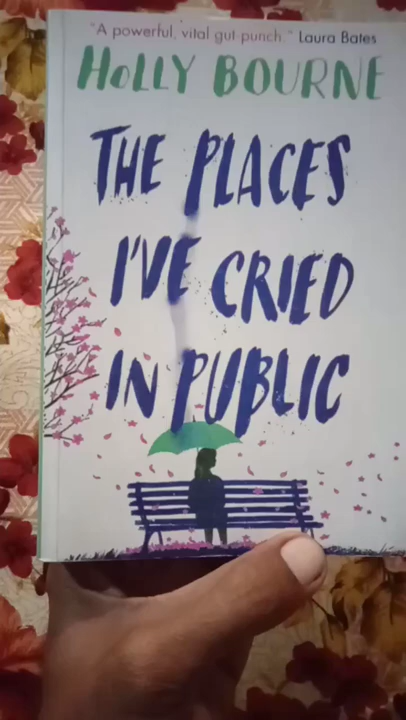 "A powerful, vital gut-punch." Laura Bates
HOLLY BOURNE
THE PLACES
I'VE CRIED
IN PUBLIC